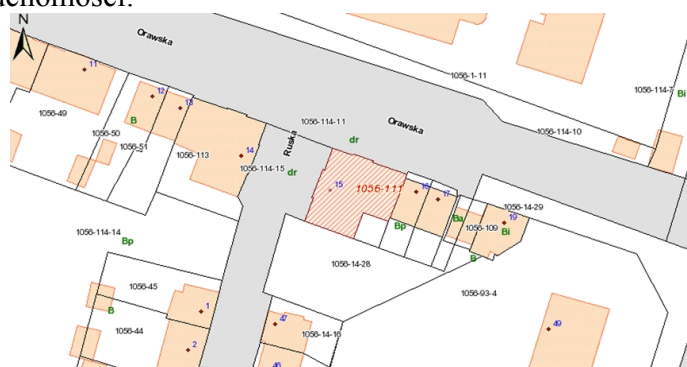 N
Orawska
11
1056-1-11
12
13
1056-114-7
Bi
1056-49
B
1056-114-11
Orawska
1056-50
dr
1056-114-10
1056-51
Ruska
1056-113
14
1056-114-15
dr
15
1056-111
16
17
1056-14-29
Ba
19
1056-109
Bp
Bi
1056-114-14
Bp
B
1056-14-28
1056-45
1056-93-4
B
1
1056-44
47
1056-14-16
49
2
46